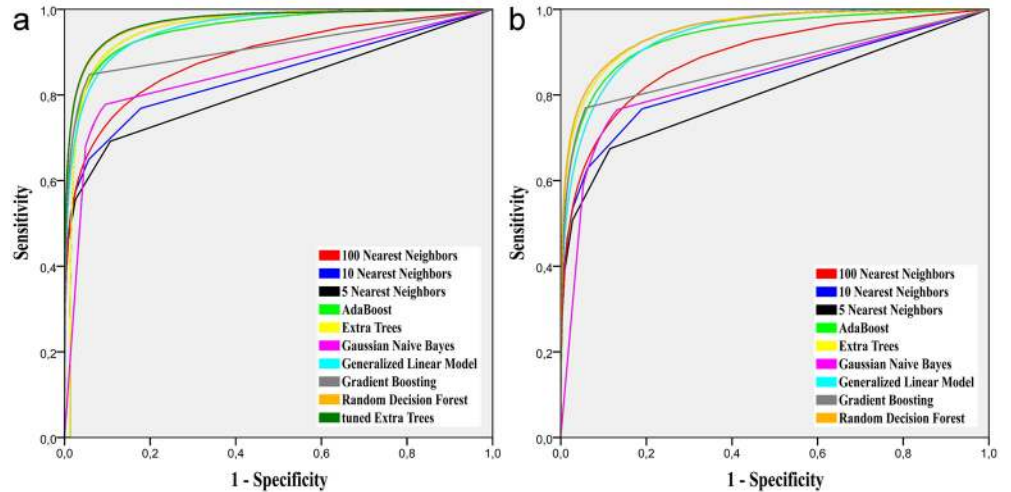 a
1,0
0,8
0,6
0,4
0,2
0,0
Sensitivity
100 Nearest Neighbors
10 Nearest Neighbors
5 Nearest Neighbors
AdaBoost
Extra Trees
Gaussian Naive Bayes
Generalized Linear Model
Gradient Boosting
Random Decision Forest
tuned Extra Trees
0,0 0,2 0,4 0,6 0,8 1,0
1 - Specificity
b
1,0
0,8
0,6
0,4
0,2
0,0
Sensitivity
100 Nearest Neighbors
10 Nearest Neighbors
5 Nearest Neighbors
AdaBoost
Extra Trees
Gaussian Naive Bayes
Generalized Linear Model
Gradient Boosting
Random Decision Forest
0,0 0,2 0,4 0,6 0,8 1,0
1 - Specificity